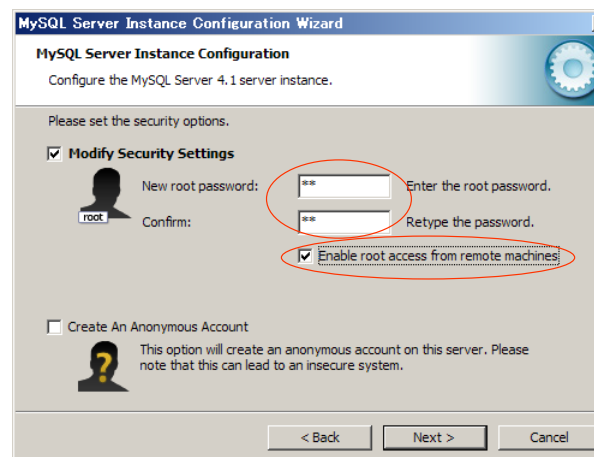 MySQL Server Instance Configuration Wizard
MySQL Server Instance Configuration
Configure the MySQL Server 4.1 server instance.
Please set the security options.
Modify Security Settings
New root password: ** Enter the root password.
root
Confirm: ** Retype the password.
Enable root access from remote machines
Create An Anonymous Account
This option will create an anonymous account on this server. Please
note that this can lead to an insecure system.
< Back Next > Cancel